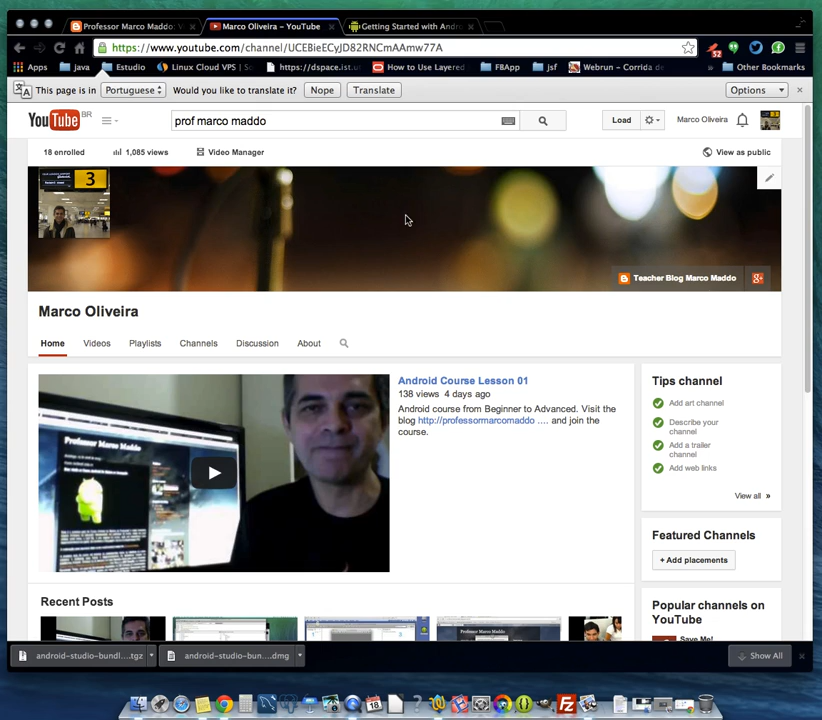 Professor Marco Maddo:
Marco Oliveira – YouTube
Getting Started with Andro
https://www.youtube.com/channel/UCEBieECyJD82RNCmAAmw77A
Apps
java
Estudio
Linux Cloud VPS | S
https://dspace.ist.ut
How to Use Layered
FBApp
jsf
Webrun - Corrida de
»
Other Bookmarks
This page is in
Portuguese
Would you like to translate it?
Nope
Translate
Options
YouTube BR
prof marco maddo
Load
Marco Oliveira
18 enrolled
1,085 views
Video Manager
View as public
3
Teacher Blog Marco Maddo
Marco Oliveira
Home
Videos
Playlists
Channels
Discussion
About
Android Course Lesson 01
138 views 4 days ago
Android course from Beginner to Advanced. Visit the
blog http://professormarcomaddo .... and join the
course.
Professor Marco Maddo
Tips channel
Add art channel
Describe your
channel
Add a trailer
channel
Add web links
View all »
Featured Channels
+ Add placements
Popular channels on
YouTube
Save Me!
Recent Posts
android-studio-bundl....tgz
android-studio-bun....dmg
Show All
18